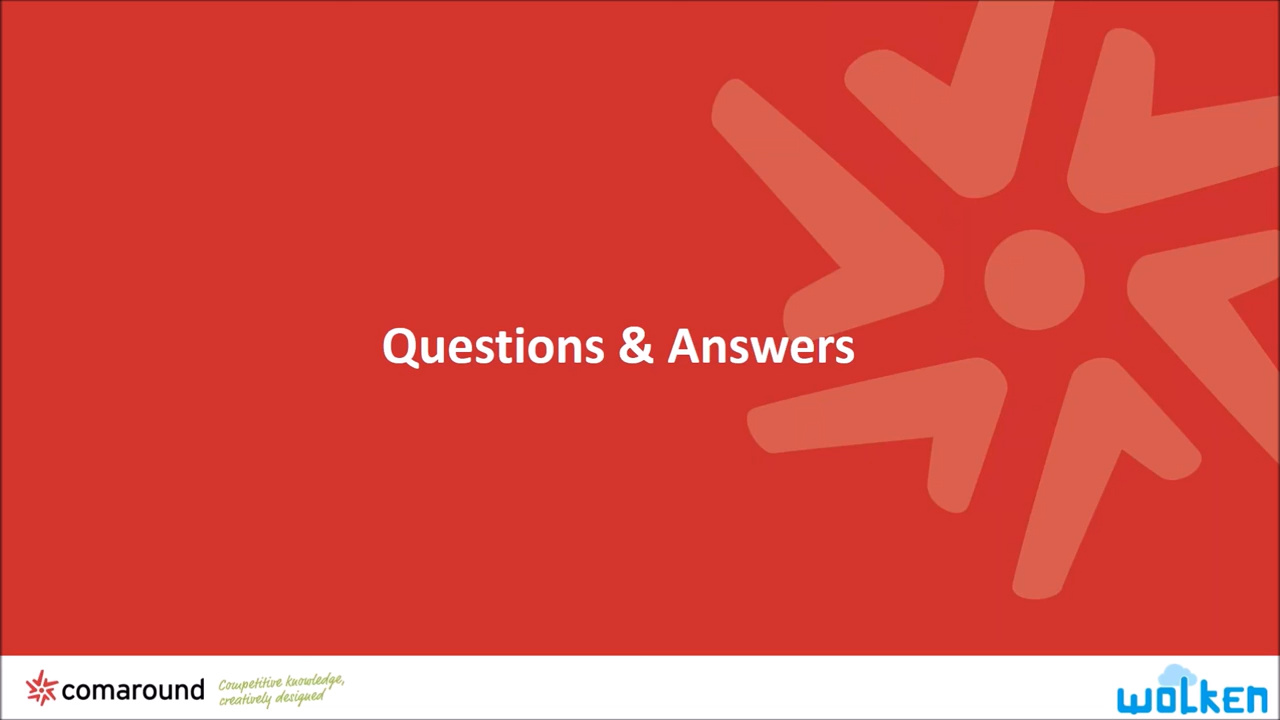 Questions & Answers
comaround
Competitive knowledge,
creatively designed
wolken